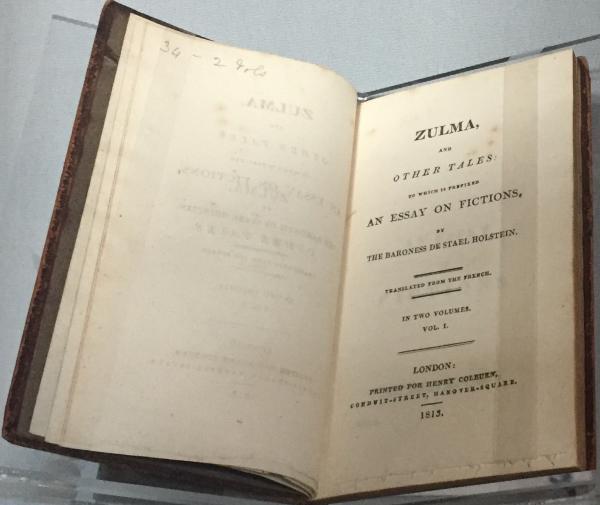 34 - 2 Vols
ZULMA,
AND
OTHER TALES:
TO WHICH IS PREFIXED
AN ESSAY ON FICTIONS,
BY
THE BARONESS DE STAEL HOLSTEIN.
TRANSLATED FROM THE FRENCH.
IN TWO VOLUMES.
VOL. I.
LONDON:
PRINTED FOR HENRY COLBURN,
CONDUIT-STREET, HANOVER-SQUARE.
1813.